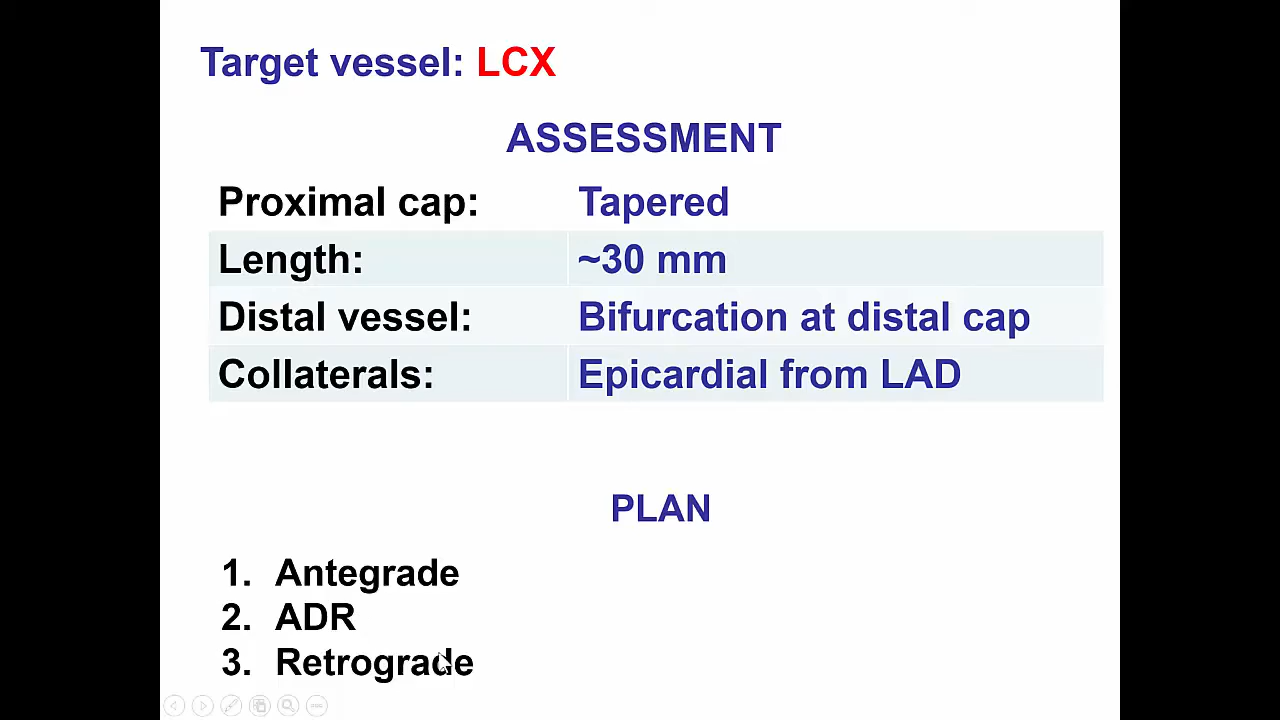 Target vessel: LCX
ASSESSMENT
Proximal cap: Tapered
Length: ~30 mm
Distal vessel: Bifurcation at distal cap
Collaterals: Epicardial from LAD
PLAN
1. Antegrade
2. ADR
3. Retrograde